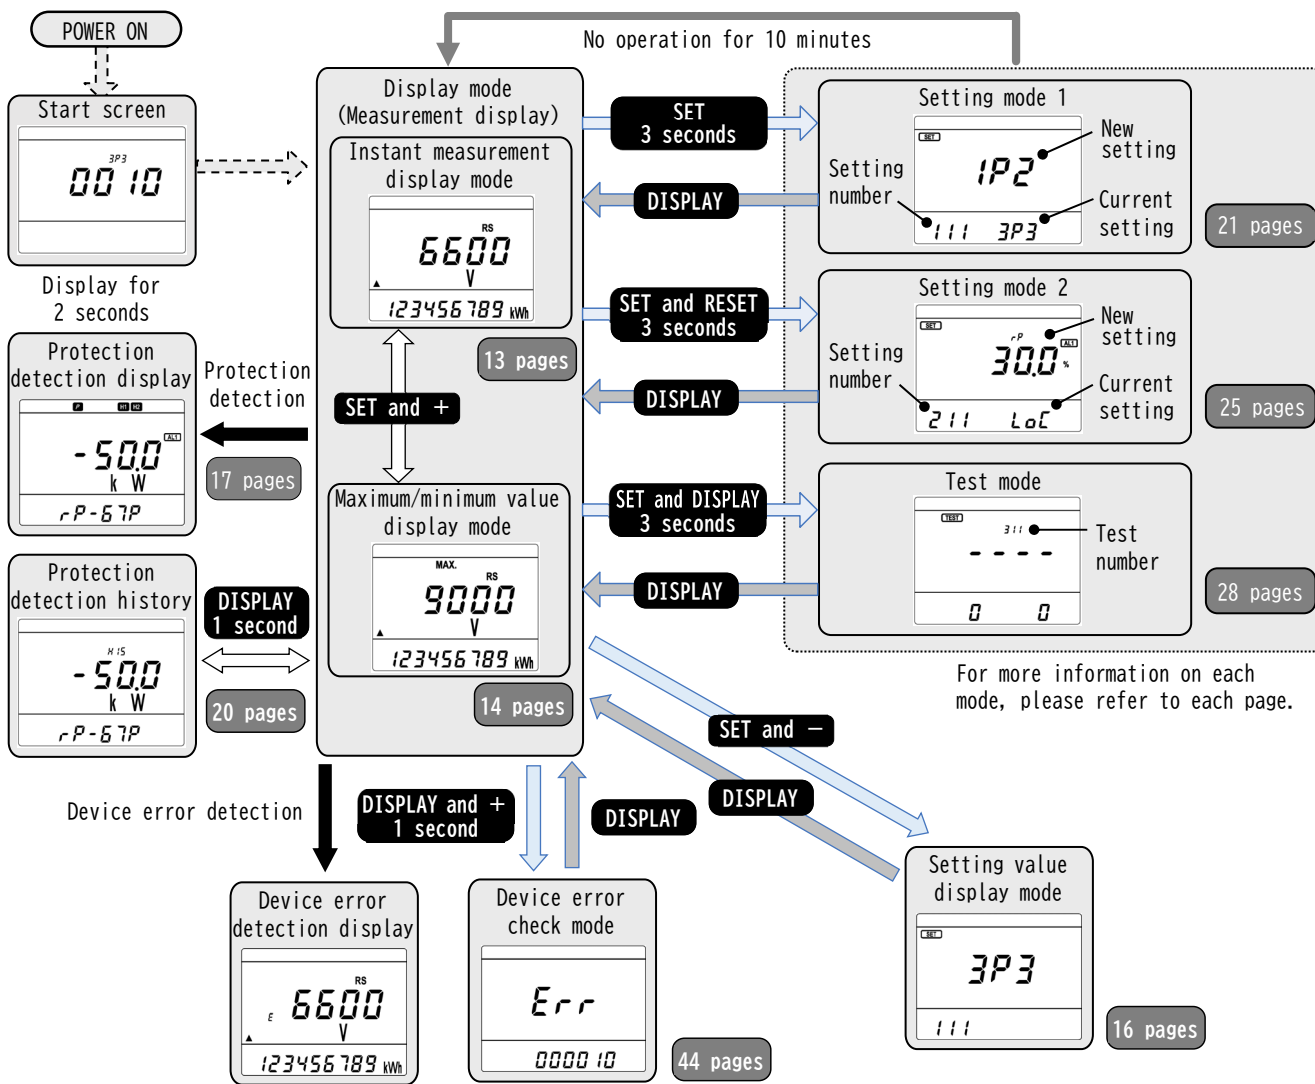 POWER ON
No operation for 10 minutes
Start screen
3P3
0010
Display for
2 seconds
Display mode
(Measurement display)
Instant measurement
display mode
RS
6600
V
▲
123456789 kWh
13 pages
SET and +
Maximum/minimum value
display mode
MAX.
RS
9000
V
▲
123456789 kWh
14 pages
SET
3 seconds
DISPLAY
SET and RESET
3 seconds
DISPLAY
SET and DISPLAY
3 seconds
DISPLAY
Setting mode 1
SET
1P2
New
setting
Setting
number
Current
setting
111 3P3
21 pages
Setting mode 2
SET
rP
AL1
30.0 %
New
setting
Setting
number
Current
setting
211 LoC
25 pages
Test mode
TEST
311
- - - -
Test
number
0 0
28 pages
For more information on each
mode, please refer to each page.
Protection
detection display
P H1 H2
AL1
-50.0
k W
rP-67P
Protection
detection
17 pages
Protection
detection history
HIS
-50.0
k W
rP-67P
DISPLAY
1 second
20 pages
SET and −
DISPLAY
Device error detection
DISPLAY and +
1 second
DISPLAY
Device error
detection display
RS
E 6600
V
▲
123456789 kWh
Device error
check mode
Err
000010
44 pages
Setting value
display mode
SET
3P3
111
16 pages